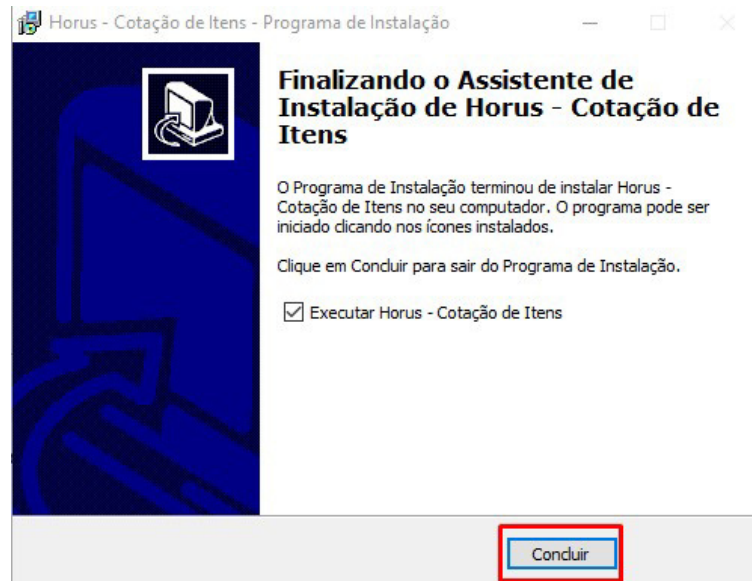 Horus - Cotação de Itens - Programa de Instalação
Finalizando o Assistente de
Instalação de Horus - Cotação de
Itens
O Programa de Instalação terminou de instalar Horus -
Cotação de Itens no seu computador. O programa pode ser
iniciado clicando nos ícones instalados.
Clique em Concluir para sair do Programa de Instalação.
Executar Horus - Cotação de Itens
Concluir